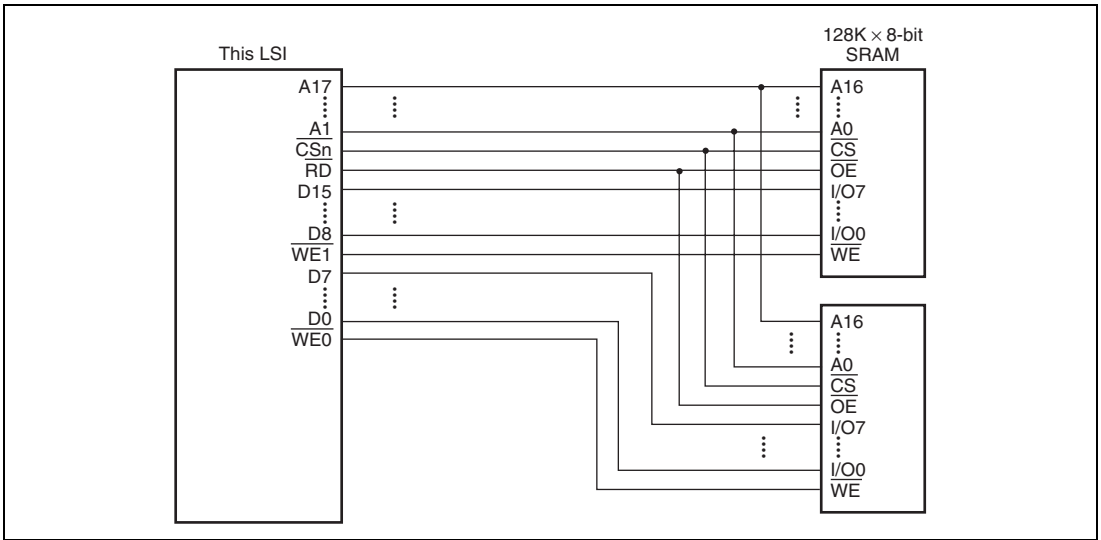 This LSI
A17
A1
CSn
RD
D15
D8
WE1
D7
D0
WE0
128K × 8-bit
SRAM
A16
A0
CS
OE
I/O7
I/O0
WE
A16
A0
CS
OE
I/O7
I/O0
WE